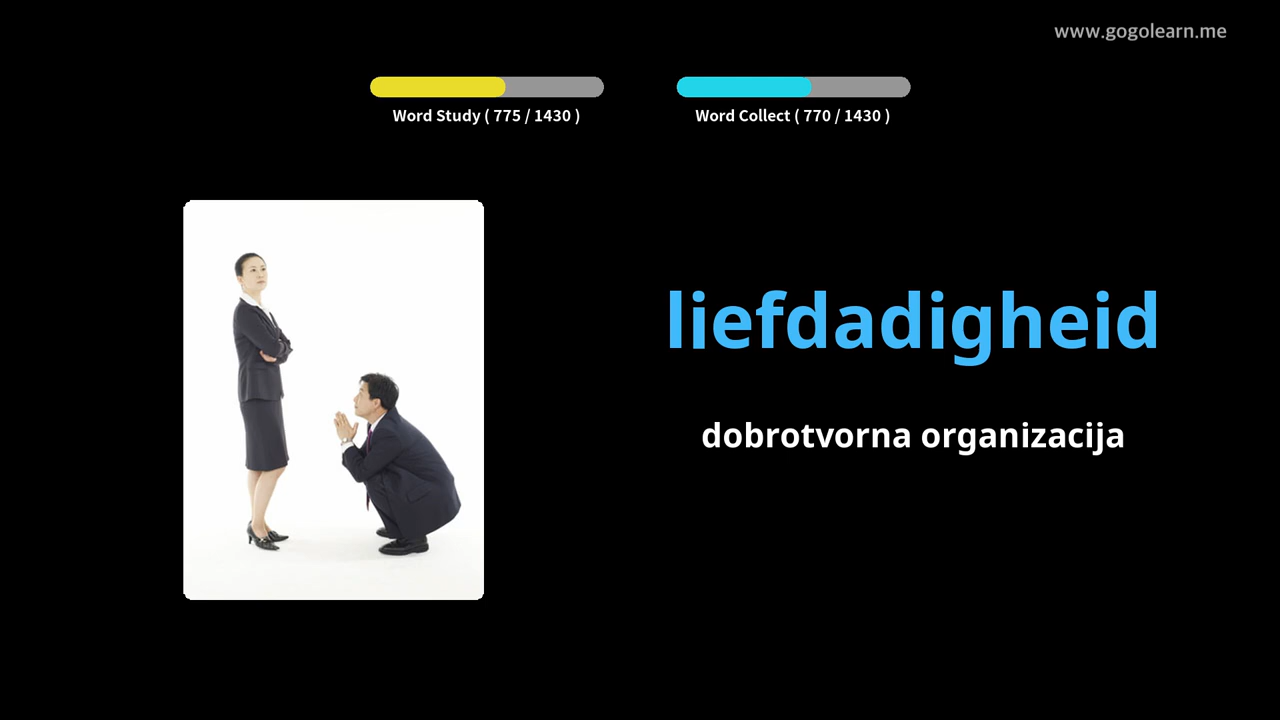 www.gogolearn.me
Word Study ( 775 / 1430 )
Word Collect ( 770 / 1430 )
liefdadigheid
dobrotvorna organizacija